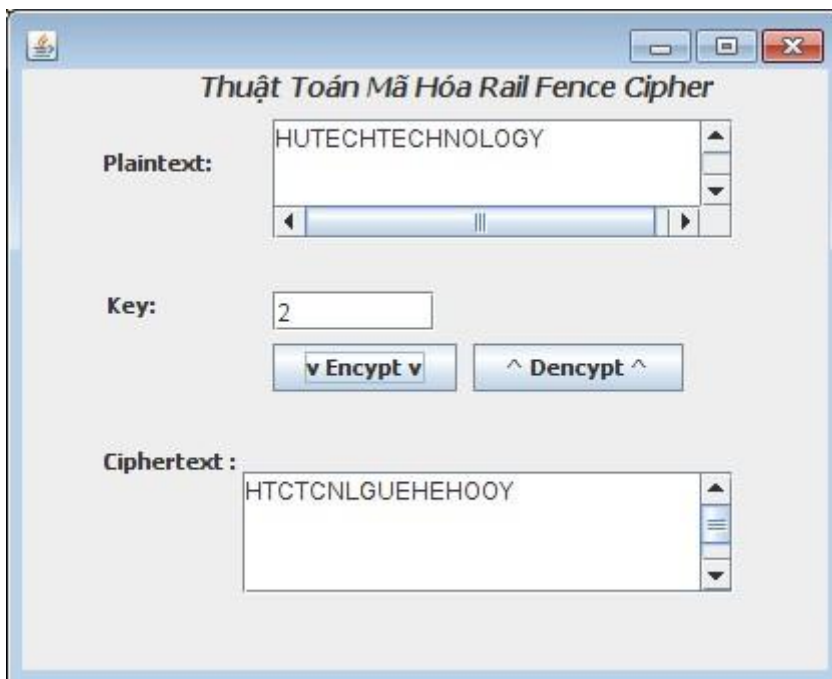 Thuật Toán Mã Hóa Rail Fence Cipher
Plaintext:
HUTECHTECHNOLOGY
Key:
2
v Encypt v
^ Dencypt ^
Ciphertext :
HTCTCNLGUEHEHOOY